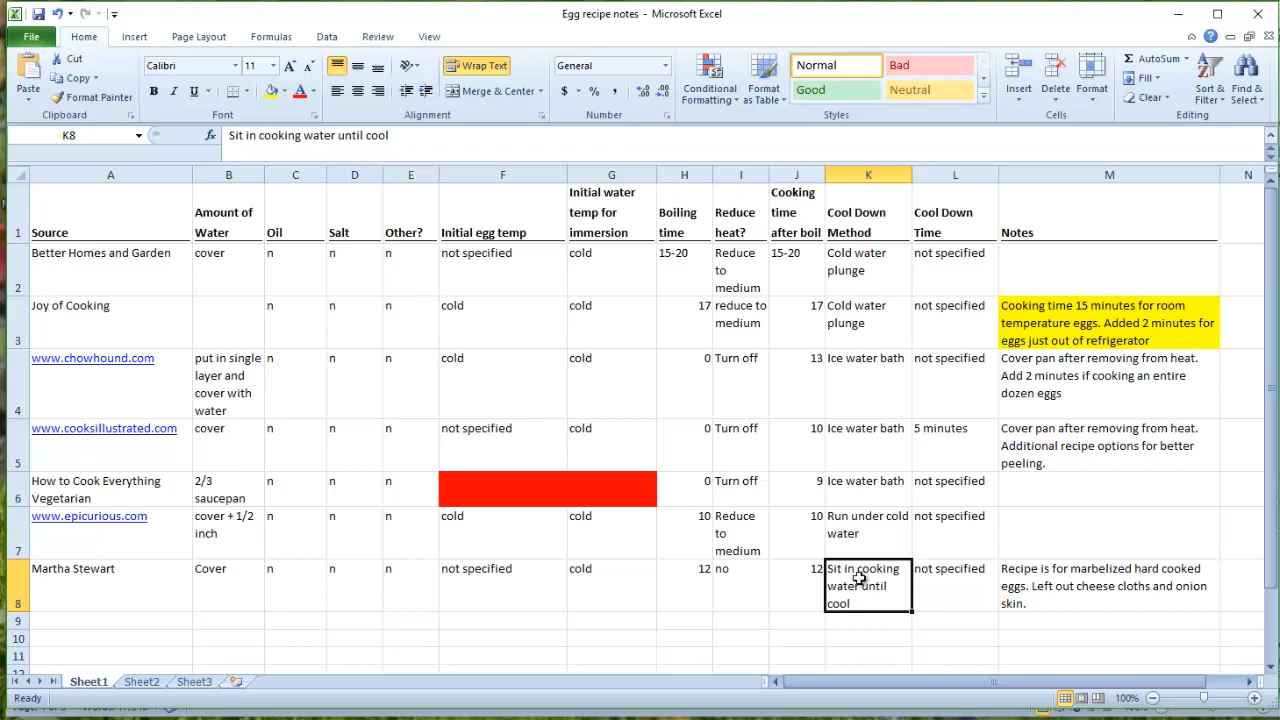 Egg recipe notes - Microsoft Excel
File Home Insert Page Layout Formulas Data Review View
Paste Cut Copy Format Painter
Calibri 11
B I U
Wrap Text
Merge & Center
General
$ % ,
Conditional Formatting
Format as Table
Normal Bad
Good Neutral
Insert Delete Format
AutoSum
Fill
Clear
Sort & Filter
Find & Select
Clipboard Font Alignment Number Styles Cells Editing
K8 fx Sit in cooking water until cool
A B C D E F G H I J K L M N
1 Source
Amount of Water
Oil
Salt
Other?
Initial egg temp
Initial water temp for immersion
Boiling time
Reduce heat?
Cooking time after boil
Cool Down Method
Cool Down Time
Notes
2 Better Homes and Garden cover n n n not specified cold 15-20 Reduce to medium 15-20 Cold water plunge not specified
3 Joy of Cooking n n n cold cold 17 reduce to medium 17 Cold water plunge not specified Cooking time 15 minutes for room temperature eggs. Added 2 minutes for eggs just out of refrigerator
4 www.chowhound.com put in single layer and cover with water n n n cold cold 0 Turn off 13 Ice water bath not specified Cover pan after removing from heat. Add 2 minutes if cooking an entire dozen eggs
5 www.cooksillustrated.com cover n n n not specified cold 0 Turn off 10 Ice water bath 5 minutes Cover pan after removing from heat. Additional recipe options for better peeling.
6 How to Cook Everything Vegetarian 2/3 saucepan n n n 0 Turn off 9 Ice water bath not specified
7 www.epicurious.com cover + 1/2 inch n n n cold cold 10 Reduce to medium 10 Run under cold water not specified
8 Martha Stewart Cover n n n not specified cold 12 no 12 Sit in cooking water until cool not specified Recipe is for marbelized hard cooked eggs. Left out cheese cloths and onion skin.
9
10
11
12
Sheet1 Sheet2 Sheet3
Ready 100%